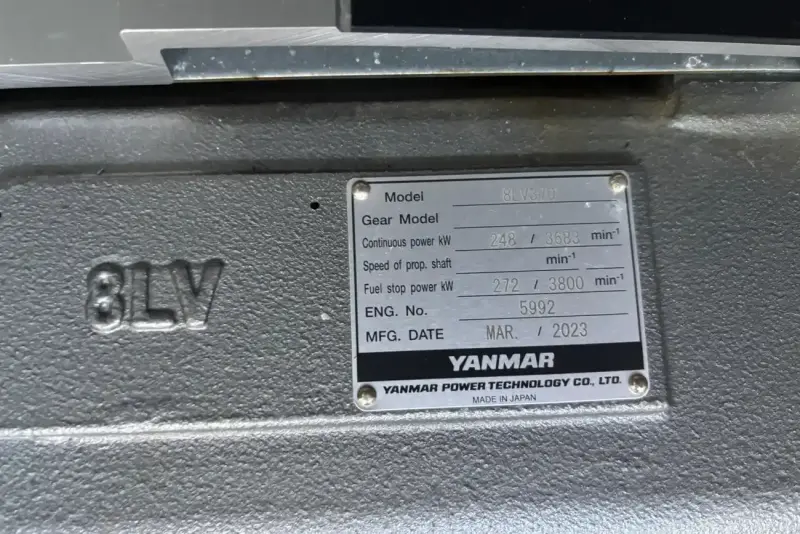 8LV
Model 8LV370
Gear Model
Continuous power kW 248 / 3683 min-1
Speed of prop. shaft min-1
Fuel stop power kW 272 / 3800 min-1
ENG. No. 5992
MFG. DATE MAR. / 2023
YANMAR
YANMAR POWER TECHNOLOGY CO., LTD.
MADE IN JAPAN